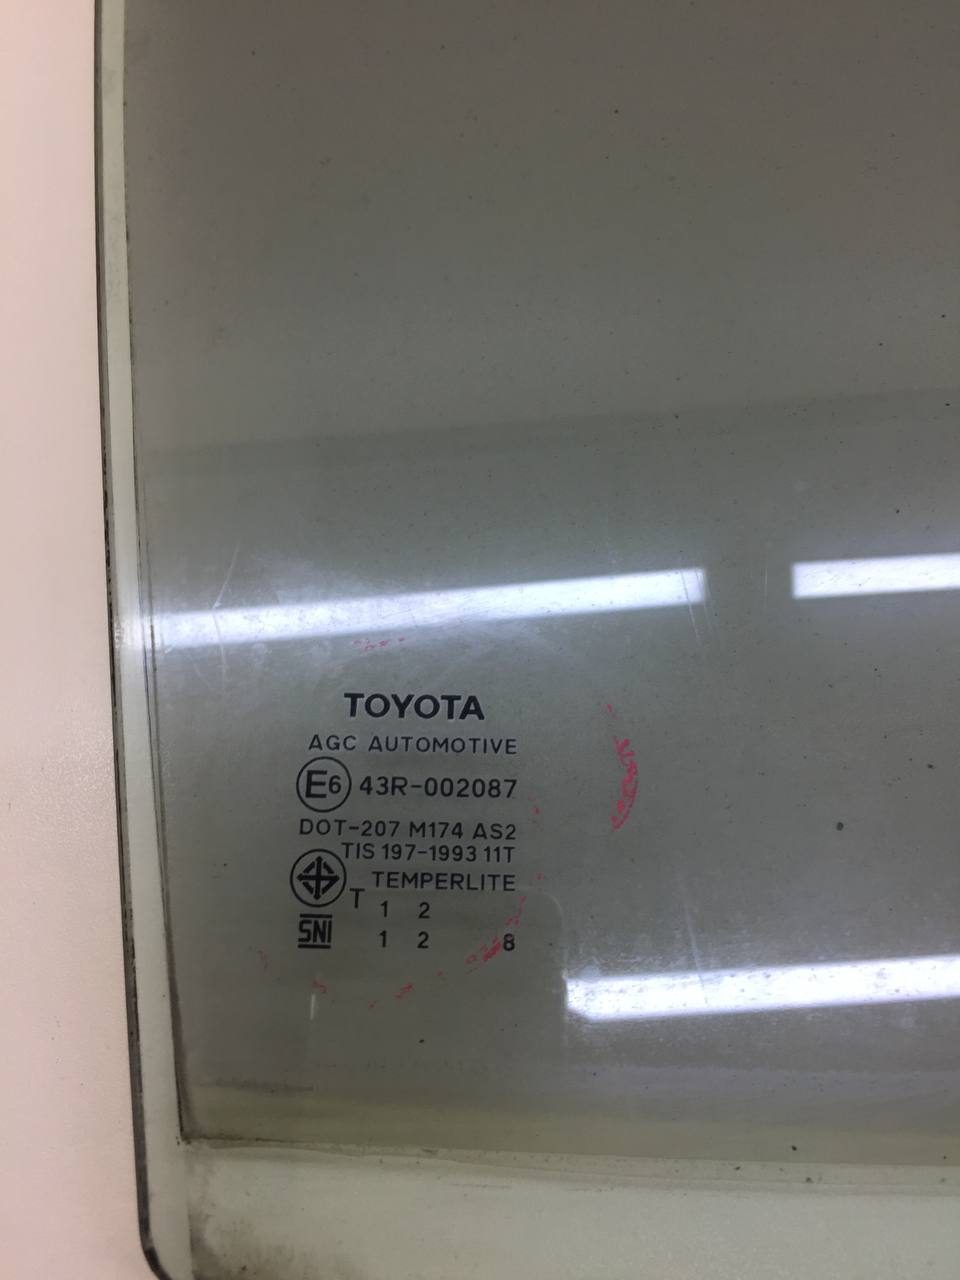 TOYOTA
AGC AUTOMOTIVE
E6 43R-002087
DOT-207 M174 AS2
TIS 197-1993 11T
TEMPERLITE
T 1 2
SNI 1 2 8